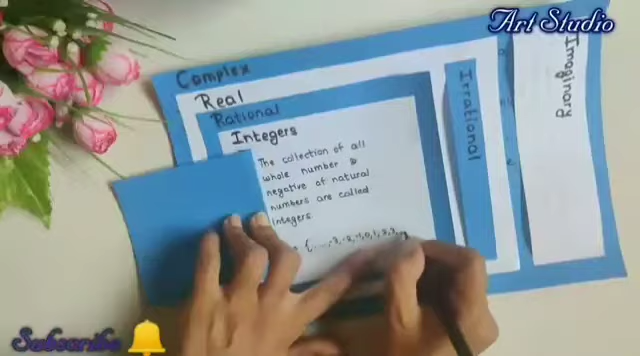 Art Studio
Complex
Real
Rational
Integers
The collection of all
whole number &
negative of natural
numbers are called
integers
Irrational
Imaginary
Subscribe